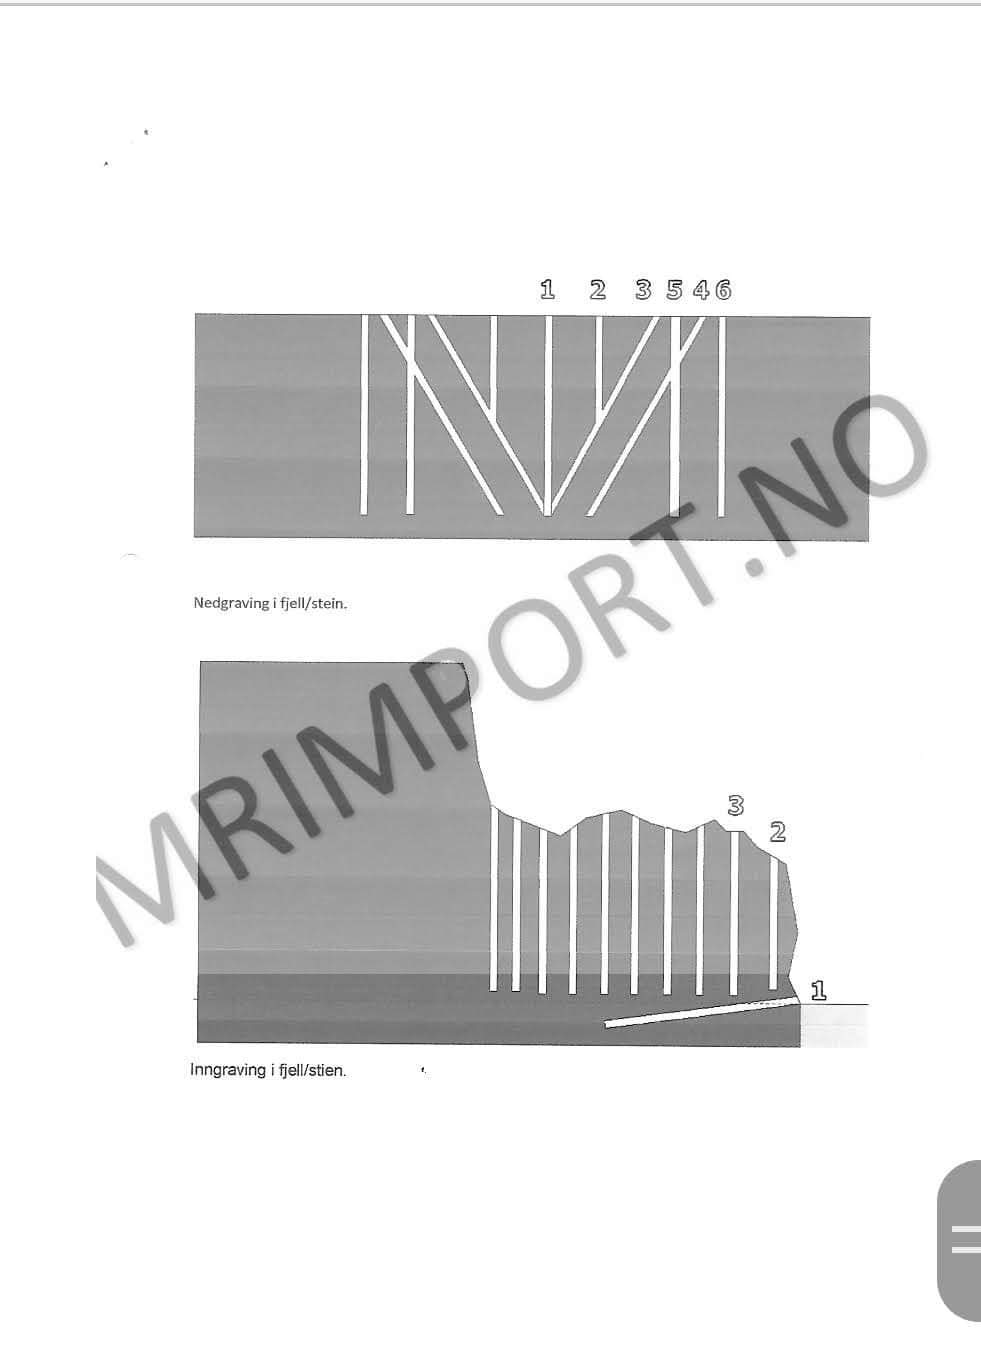 1 2 3 5 4 6
Nedgraving i fjell/stein.
MRIMPORT.NO
3
2
1
Inngraving i fjell/stien.